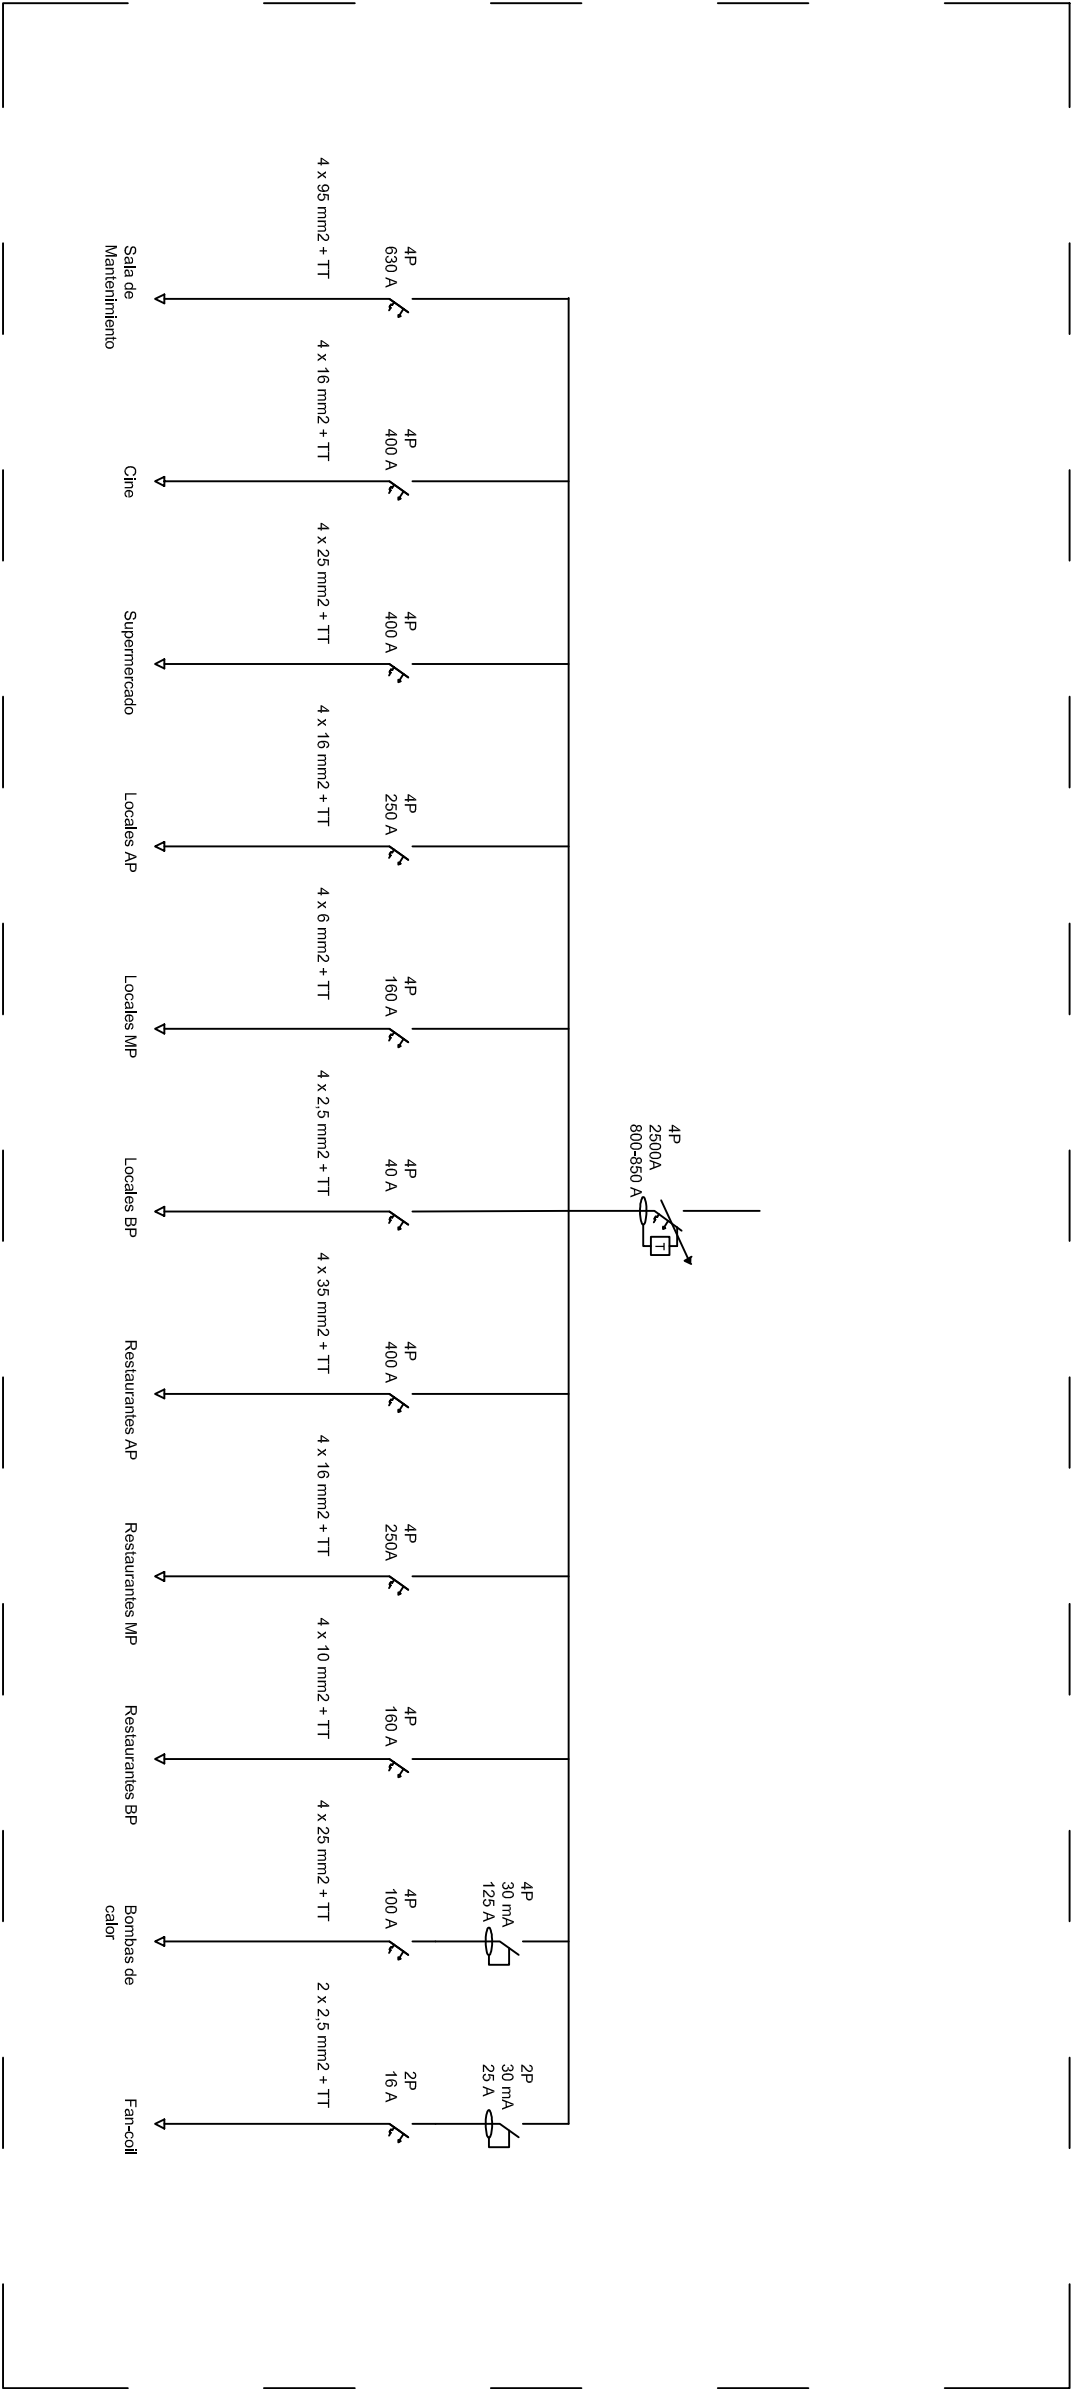 4P
2500A
800-850 A
T
4P
30 mA
125 A
2P
30 mA
25 A
4P
630 A
4P
400 A
4P
400 A
4P
250 A
4P
160 A
4P
40 A
4P
400 A
4P
250A
4P
160 A
4P
100 A
2P
16 A
4 x 95 mm2 + TT
4 x 16 mm2 + TT
4 x 25 mm2 + TT
4 x 16 mm2 + TT
4 x 6 mm2 + TT
4 x 2,5 mm2 + TT
4 x 35 mm2 + TT
4 x 16 mm2 + TT
4 x 10 mm2 + TT
4 x 25 mm2 + TT
2 x 2,5 mm2 + TT
Sala de
Mantenimiento
Cine
Supermercado
Locales AP
Locales MP
Locales BP
Restaurantes AP
Restaurantes MP
Restaurantes BP
Bombas de
calor
Fan-coil